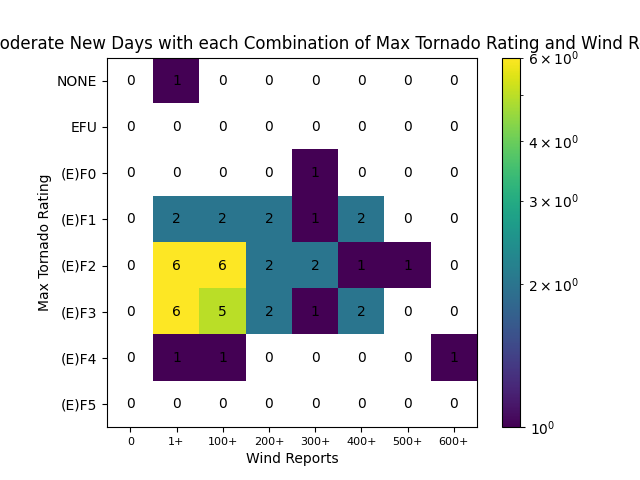 oderate New Days with each Combination of Max Tornado Rating and Wind R
NONE 0 1 0 0 0 0 0 0
EFU 0 0 0 0 0 0 0 0
(E)F0 0 0 0 0 1 0 0 0
(E)F1 0 2 2 2 1 2 0 0
(E)F2 0 6 6 2 2 1 1 0
(E)F3 0 6 5 2 1 2 0 0
(E)F4 0 1 1 0 0 0 0 1
(E)F5 0 0 0 0 0 0 0 0
0 1+ 100+ 200+ 300+ 400+ 500+ 600+
Wind Reports
Max Tornado Rating
6 × 10⁰
4 × 10⁰
3 × 10⁰
2 × 10⁰
10⁰